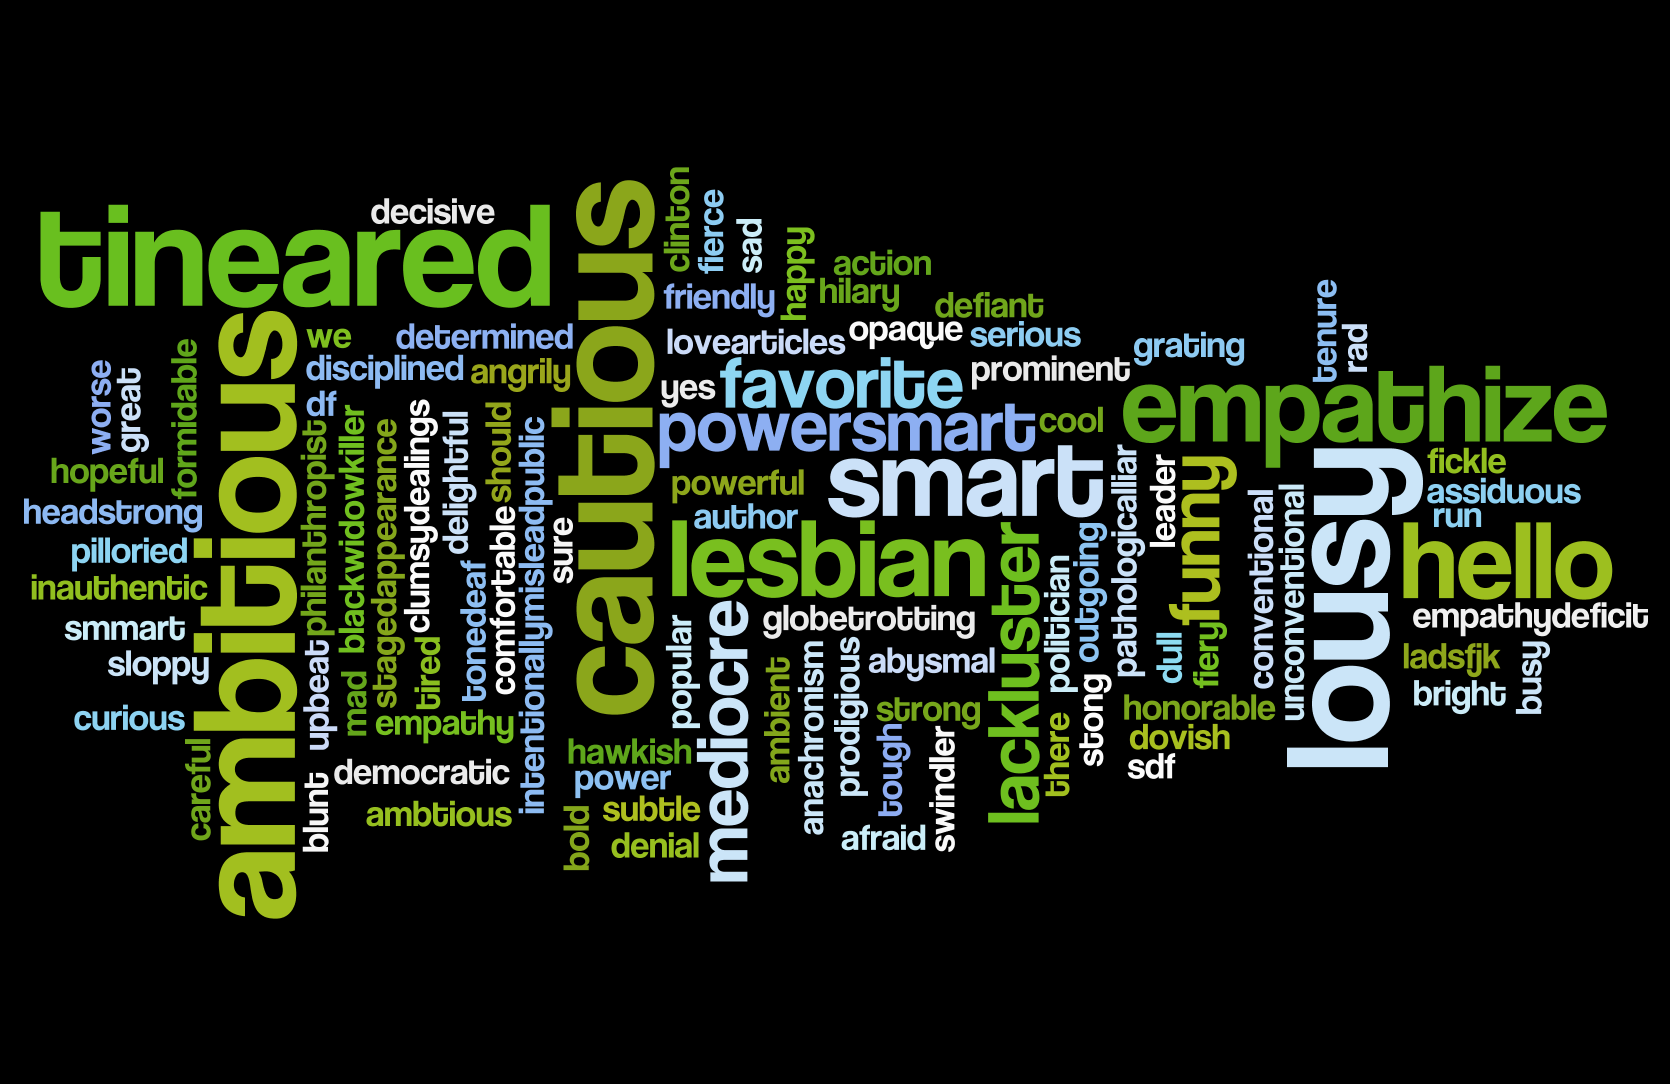 decisive
tineared
cautious
clinton
fierce
sad
happy
action
hilary
friendly
defiant
tenure
rad
we
determined
lovearticles
opaque
serious
grating
prominent
disciplined
angrily
yes
favorite
empathize
worse
great
formidable
ambitious
df
powersmart
cool
hopeful
philanthropist
blackwidowkiller
stagedappearance
clumsydealings
delightful
should
intentionallymisleadpublic
powerful
smart
pathologicalliar
leader
funny
lousy
fickle
assiduous
run
headstrong
author
lesbian
lackluster
outgoing
conventional
unconventional
hello
pilloried
inauthentic
sure
comfortable
tonedeaf
smmart
sloppy
upbeat
mad
tired
empathy
popular
mediocre
globetrotting
politician
dull
fiery
empathydeficit
ladsfjk
bright
busy
curious
careful
ambient
anachronism
prodigious
abysmal
strong
there
stong
honorable
dovish
sdf
blunt
democratic
ambtious
hawkish
power
subtle
bold
denial
tough
swindler
afraid